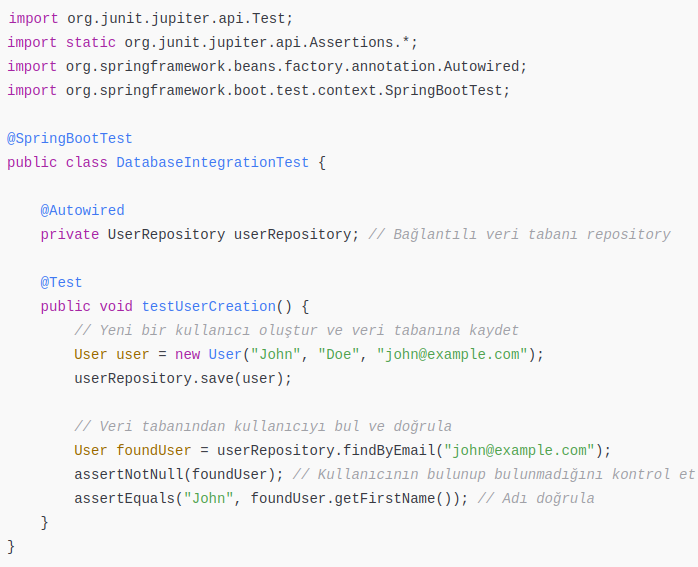 import org.junit.jupiter.api.Test;
import static org.junit.jupiter.api.Assertions.*;
import org.springframework.beans.factory.annotation.Autowired;
import org.springframework.boot.test.context.SpringBootTest;
@SpringBootTest
public class DatabaseIntegrationTest {
@Autowired
private UserRepository userRepository; // Bağlantılı veri tabanı repository
@Test
public void testUserCreation() {
// Yeni bir kullanıcı oluştur ve veri tabanına kaydet
User user = new User("John", "Doe", "john@example.com");
userRepository.save(user);
// Veri tabanından kullanıcıyı bul ve doğrula
User foundUser = userRepository.findByEmail("john@example.com");
assertNotNull(foundUser); // Kullanıcının bulunup bulunmadığını kontrol et
assertEquals("John", foundUser.getFirstName()); // Adı doğrula
}
}